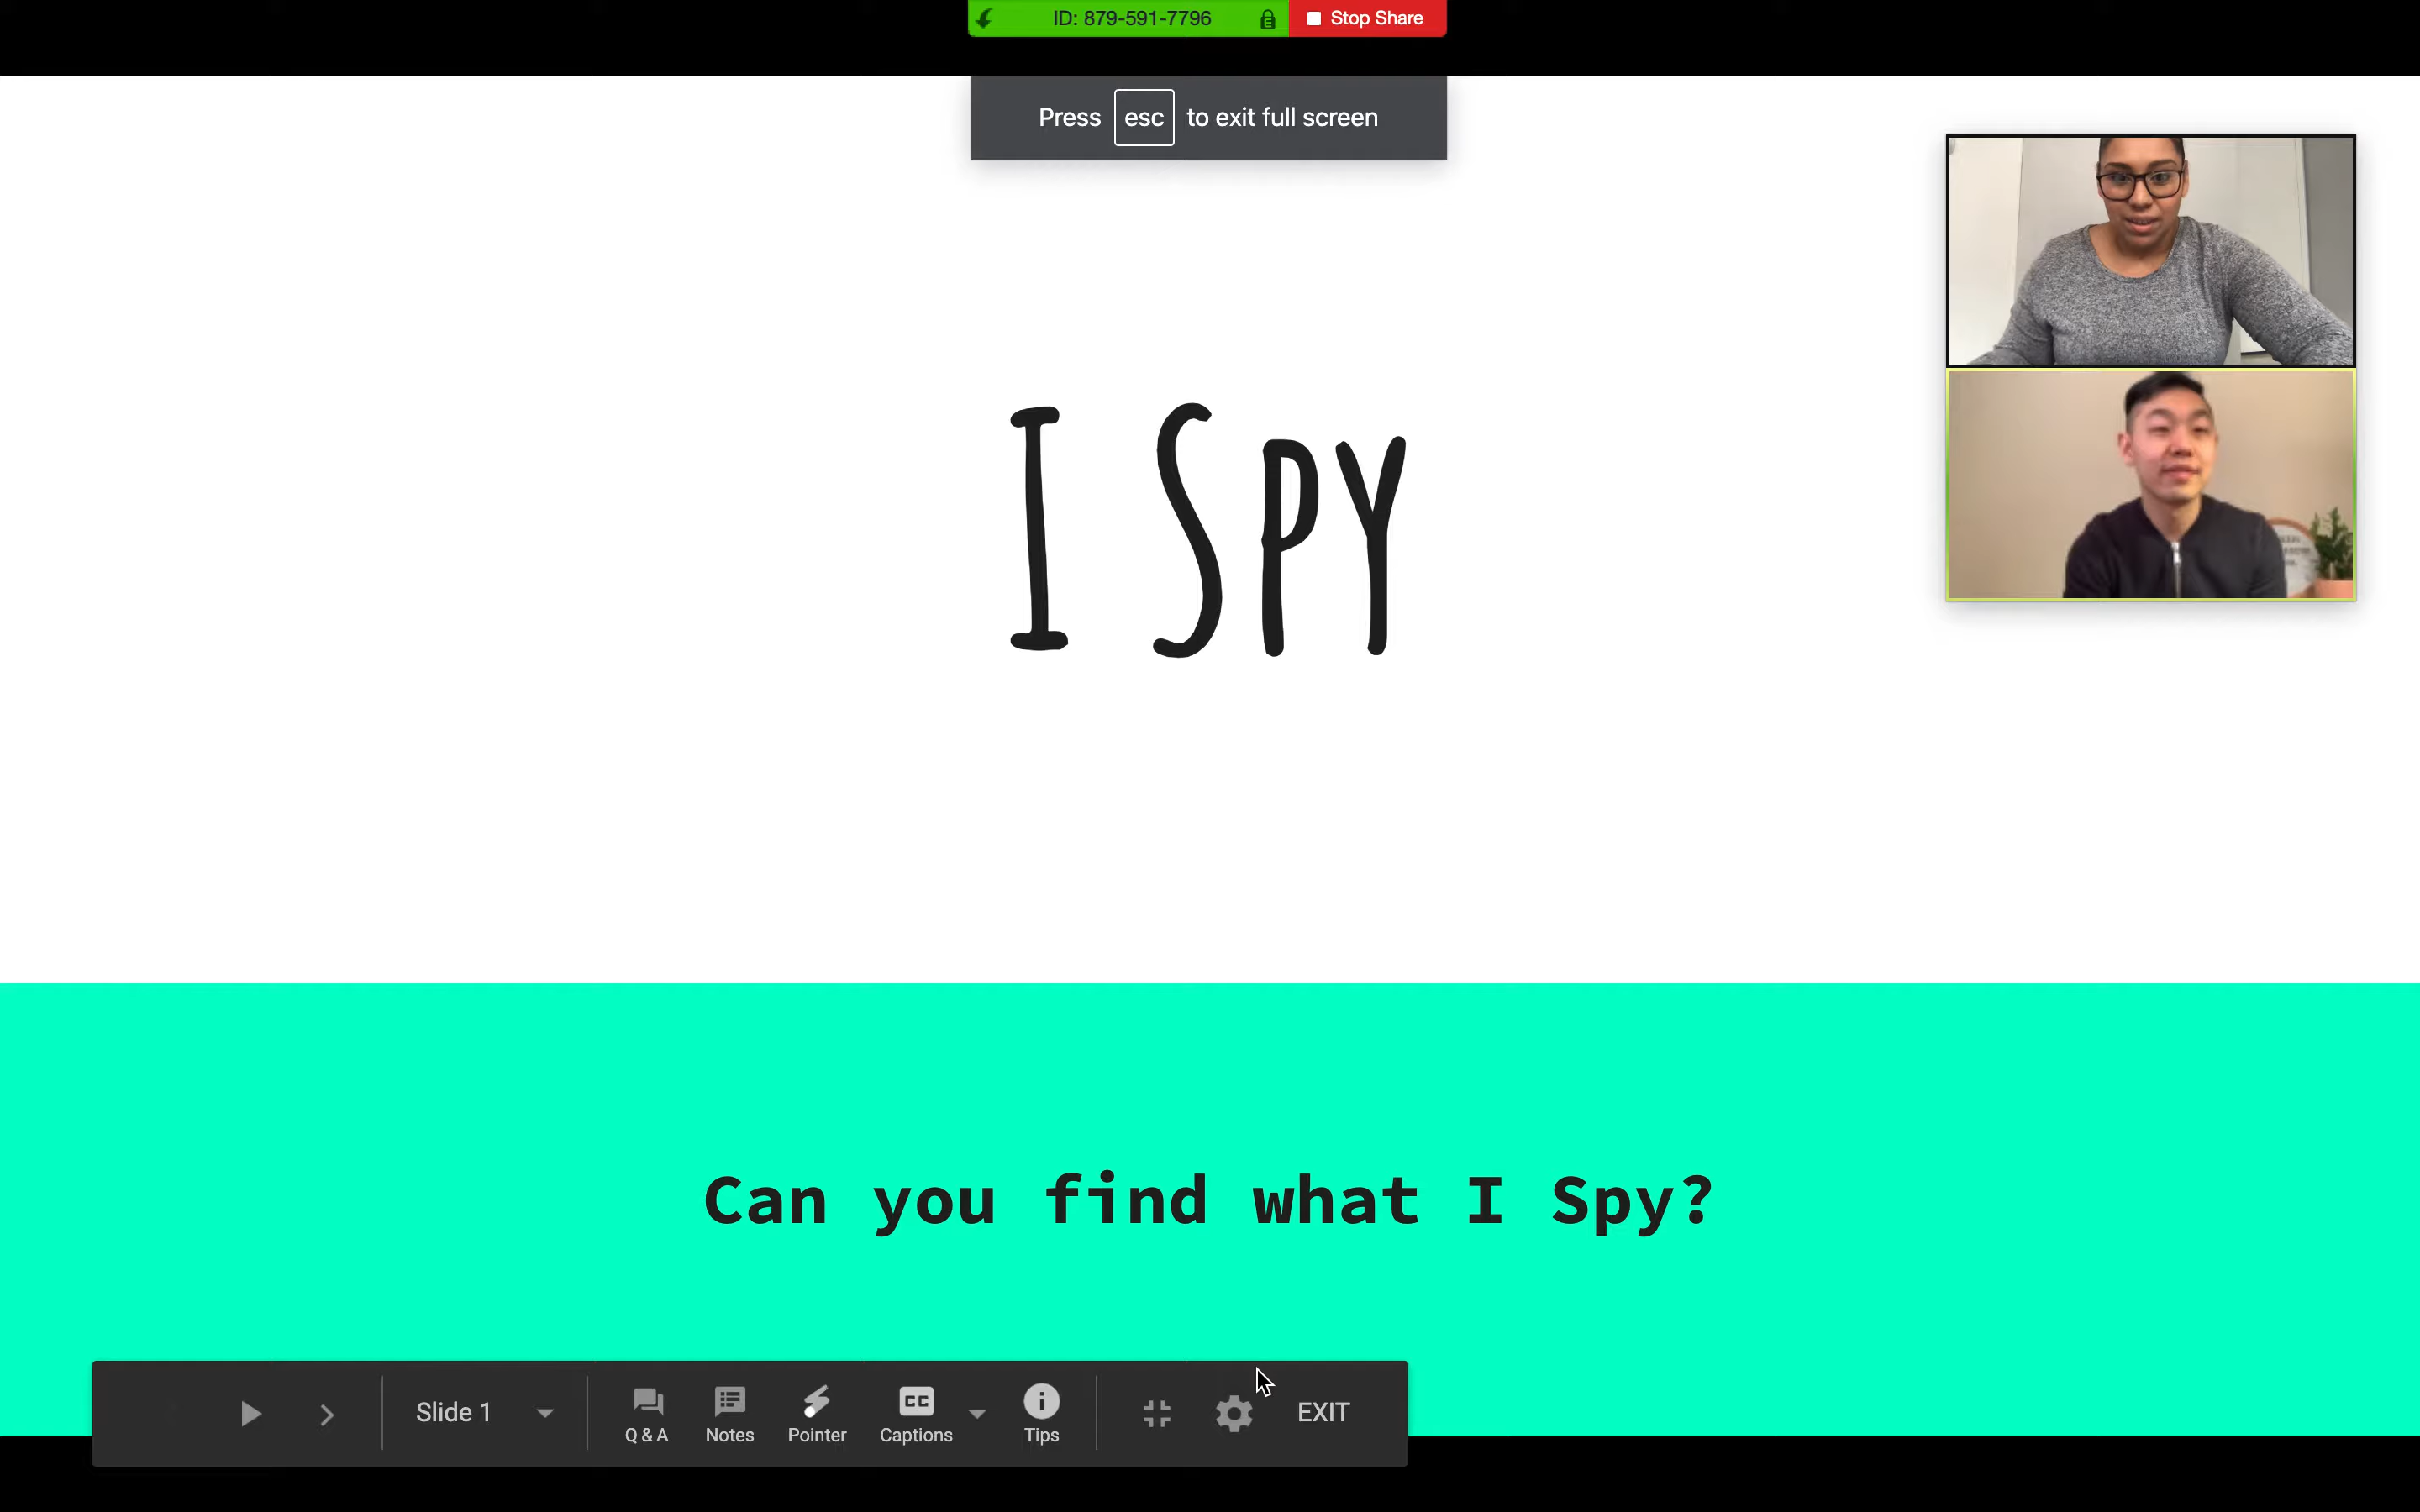 ID: 879-591-7796
Stop Share
Press esc to exit full screen
I Spy
Can you find what I Spy?
Slide 1
Q & A
Notes
Pointer
CC
Captions
Tips
EXIT